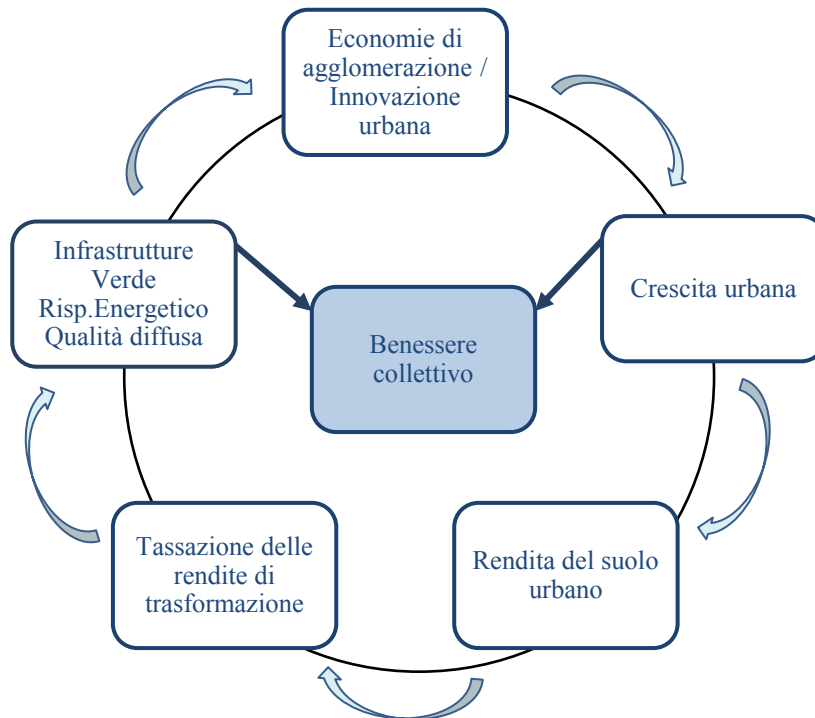 Economie di
agglomerazione /
Innovazione
urbana
Infrastrutture
Verde
Risp.Energetico
Qualità diffusa
Crescita urbana
Benessere
collettivo
Tassazione delle
rendite di
trasformazione
Rendita del suolo
urbano